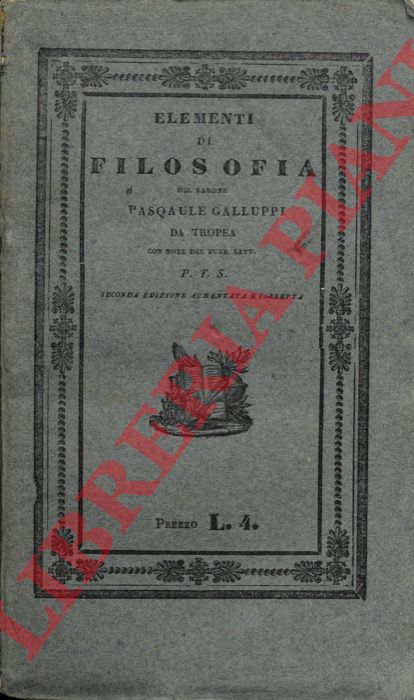 ELEMENTI
DI
FILOSOFIA
DEL BARONE
PASQAULE GALLUPPI
DA TROPEA
CON NOTE DEL PUBB. LETT.
P. T. S.
SECONDA EDIZIONE AUMENTATA E CORRETTA
PREZZO L. 4.
LIBRERIA PIANI